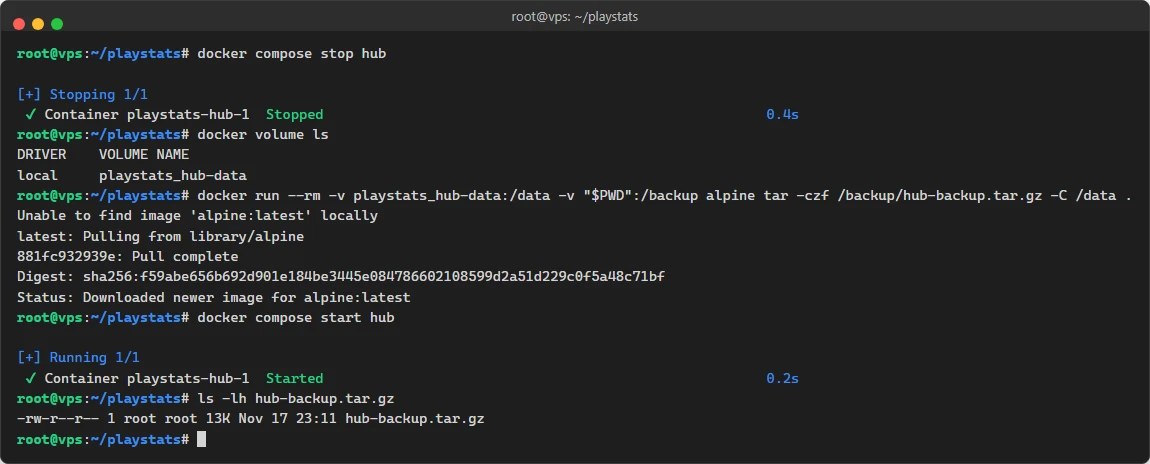 root@vps: ~/playstats
root@vps:~/playstats# docker compose stop hub
[+] Stopping 1/1
✓ Container playstats-hub-1 Stopped 0.4s
root@vps:~/playstats# docker volume ls
DRIVER VOLUME NAME
local playstats_hub-data
root@vps:~/playstats# docker run --rm -v playstats_hub-data:/data -v "$PWD":/backup alpine tar -czf /backup/hub-backup.tar.gz -C /data .
Unable to find image 'alpine:latest' locally
latest: Pulling from library/alpine
881fc932939e: Pull complete
Digest: sha256:f59abe656b692d901e184be3445e084786602108599d2a51d229c0f5a48c71bf
Status: Downloaded newer image for alpine:latest
root@vps:~/playstats# docker compose start hub
[+] Running 1/1
✓ Container playstats-hub-1 Started 0.2s
root@vps:~/playstats# ls -lh hub-backup.tar.gz
-rw-r--r-- 1 root root 13K Nov 17 23:11 hub-backup.tar.gz
root@vps:~/playstats#